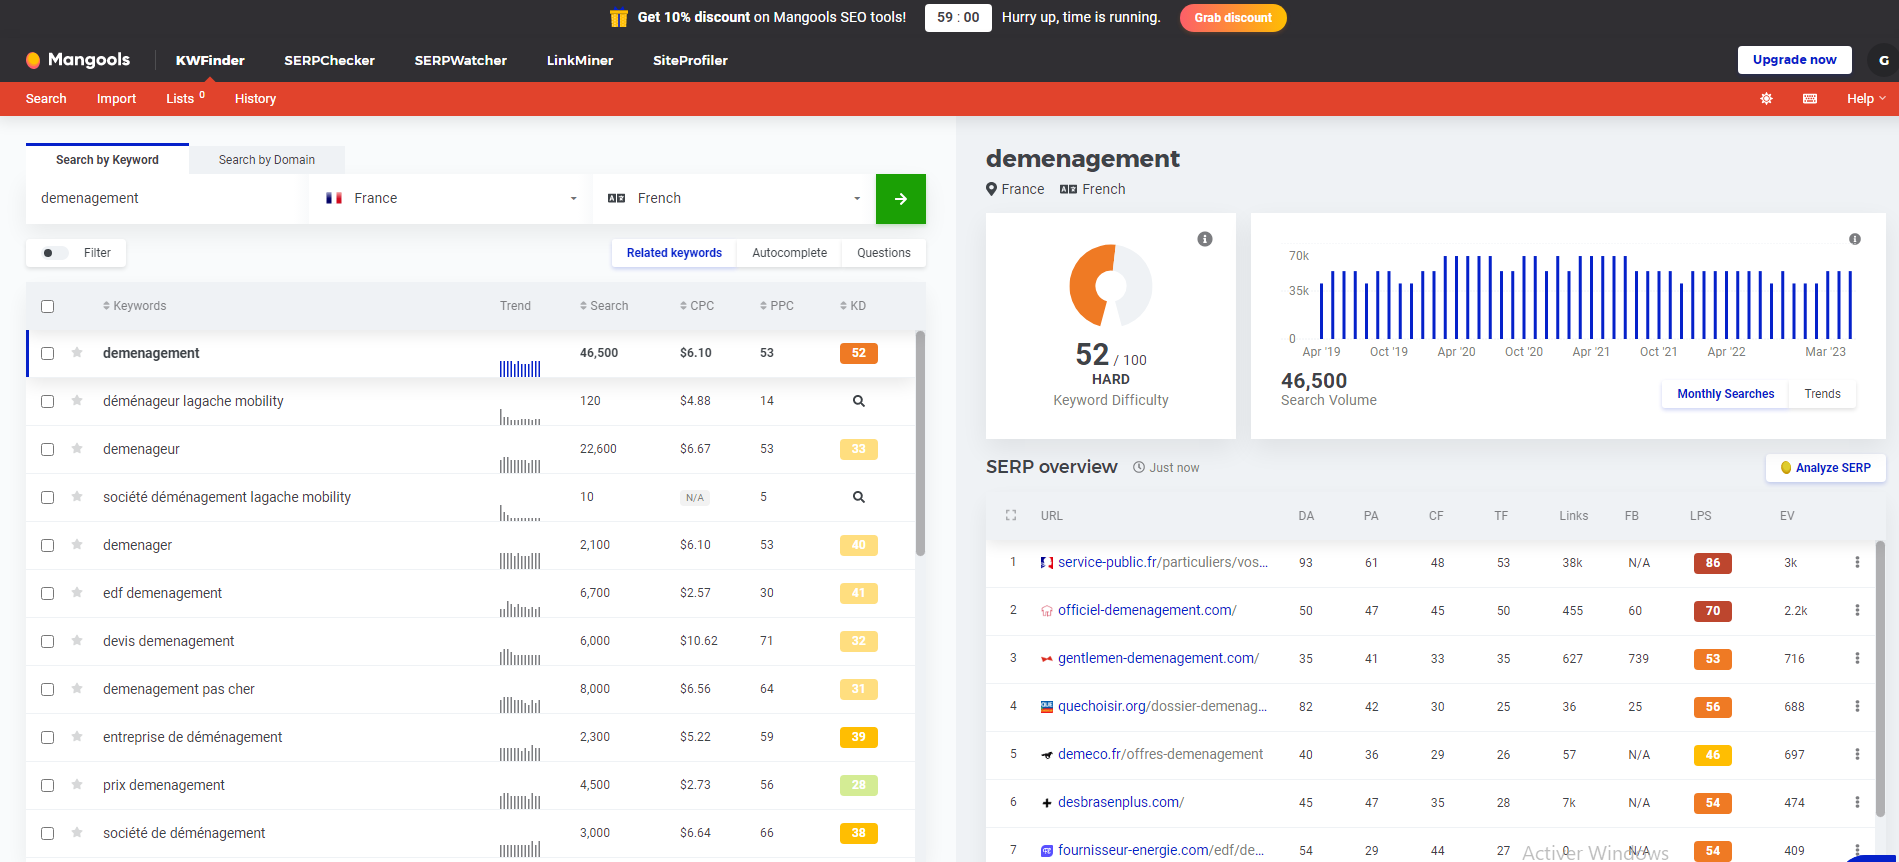 Get 10% discount on Mangools SEO tools! 59 : 00 Hurry up, time is running. Grab discount
Mangools KWFinder SERPChecker SERPWatcher LinkMiner SiteProfiler Upgrade now G
Search Import Lists 0 History Help
Search by Keyword Search by Domain
demenagement France French
Filter Related keywords Autocomplete Questions
Keywords Trend Search CPC PPC KD
demenagement 46,500 $6.10 53 52
déménageur lagache mobility 120 $4.88 14
demenageur 22,600 $6.67 53 33
société déménagement lagache mobility 10 N/A 5
demenager 2,100 $6.10 53 40
edf demenagement 6,700 $2.57 30 41
devis demenagement 6,000 $10.62 71 32
demenagement pas cher 8,000 $6.56 64 31
entreprise de déménagement 2,300 $5.22 59 39
prix demenagement 4,500 $2.73 56 28
société de déménagement 3,000 $6.64 66 38
demenagement
France French
52 / 100
HARD
Keyword Difficulty
70k
35k
0
Apr '19 Oct '19 Apr '20 Oct '20 Apr '21 Oct '21 Apr '22 Mar '23
46,500
Search Volume
Monthly Searches Trends
SERP overview Just now Analyze SERP
URL DA PA CF TF Links FB LPS EV
1 service-public.fr/particuliers/vos... 93 61 48 53 38k N/A 86 3k
2 officiel-demenagement.com/ 50 47 45 50 455 60 70 2.2k
3 gentlemen-demenagement.com/ 35 41 33 35 627 739 53 716
4 quechoisir.org/dossier-demenag... 82 42 30 25 36 25 56 688
5 demeco.fr/offres-demenagement 40 36 29 26 57 N/A 46 697
6 desbrasenplus.com/ 45 47 35 28 7k N/A 54 474
7 fournisseur-energie.com/edf/de... 54 29 44 27 0 N/A 54 409
Activer Windows